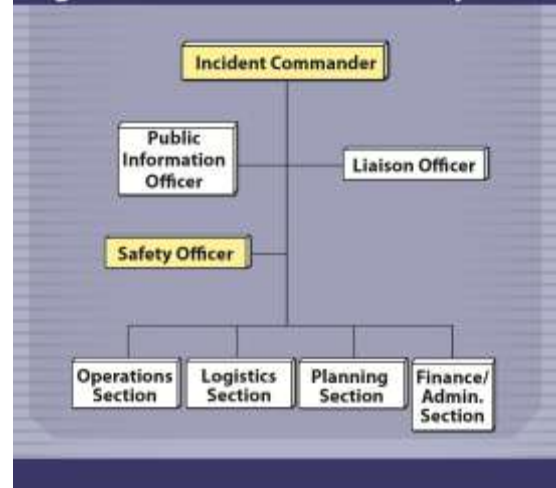 Incident Commander
Public
Information
Officer
Liaison Officer
Safety Officer
Operations
Section
Logistics
Section
Planning
Section
Finance/
Admin.
Section